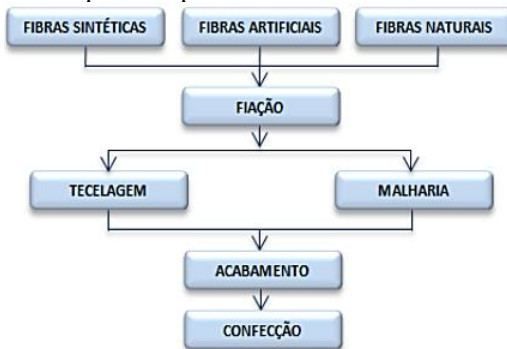 FIBRAS SINTÉTICAS
FIBRAS ARTIFICIAIS
FIBRAS NATURAIS
FIAÇÃO
TECELAGEM
MALHARIA
ACABAMENTO
CONFECÇÃO